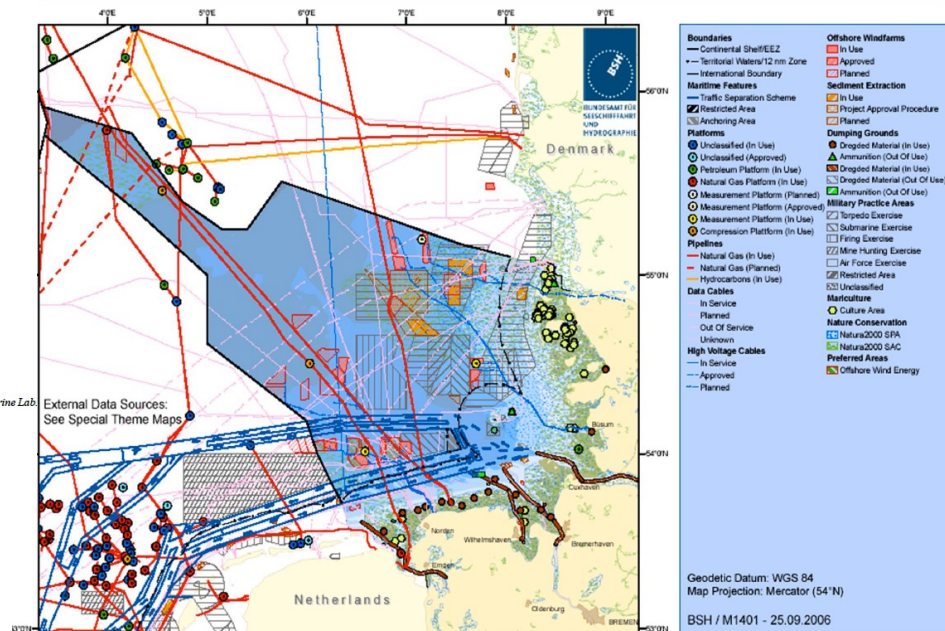 4°0'E
5°0'E
6°0'E
7°0'E
8°0'E
9°0'E
BSH
BUNDESAMT FÜR
SEESCHIFFFAHRT
UND
HYDROGRAPHIE
56°0'N
Denmark
55°0'N
External Data Sources:
See Special Theme Maps
Büsum
54°0'N
Cuxhaven
Norden
Wilhelmshaven
Bremerhaven
Emden
Netherlands
Oldenburg
BREMEN
53°0'N
53°0'N
Boundaries
Continental Shelf/EEZ
Territorial Waters/12 nm Zone
International Boundary
Maritime Features
Traffic Separation Scheme
Restricted Area
Anchoring Area
Platforms
Unclassified (In Use)
Unclassified (Approved)
Petroleum Platform (In Use)
Natural Gas Platform (In Use)
Measurement Platform (Planned)
Measurement Platform (Approved)
Measurement Platform (In Use)
Compression Platform (In Use)
Pipelines
Natural Gas (In Use)
Natural Gas (Planned)
Hydrocarbons (In Use)
Data Cables
In Service
Planned
Out Of Service
Unknown
High Voltage Cables
In Service
Approved
Planned
Offshore Windfarms
In Use
Approved
Planned
Sediment Extraction
In Use
Project Approval Procedure
Planned
Dumping Grounds
Dregded Material (In Use)
Ammunition (Out Of Use)
Dregded Material (In Use)
Dregded Material (Out Of Use)
Ammunition (Out Of Use)
Military Practice Areas
Torpedo Exercise
Submarine Exercise
Firing Exercise
Mine Hunting Exercise
Air Force Exercise
Restricted Area
Unclassified
Mariculture
Culture Area
Nature Conservation
Natura2000 SPA
Natura2000 SAC
Preferred Areas
Offshore Wind Energy
Geodetic Datum: WGS 84
Map Projection: Mercator (54°N)
BSH / M1401 - 25.09.2006